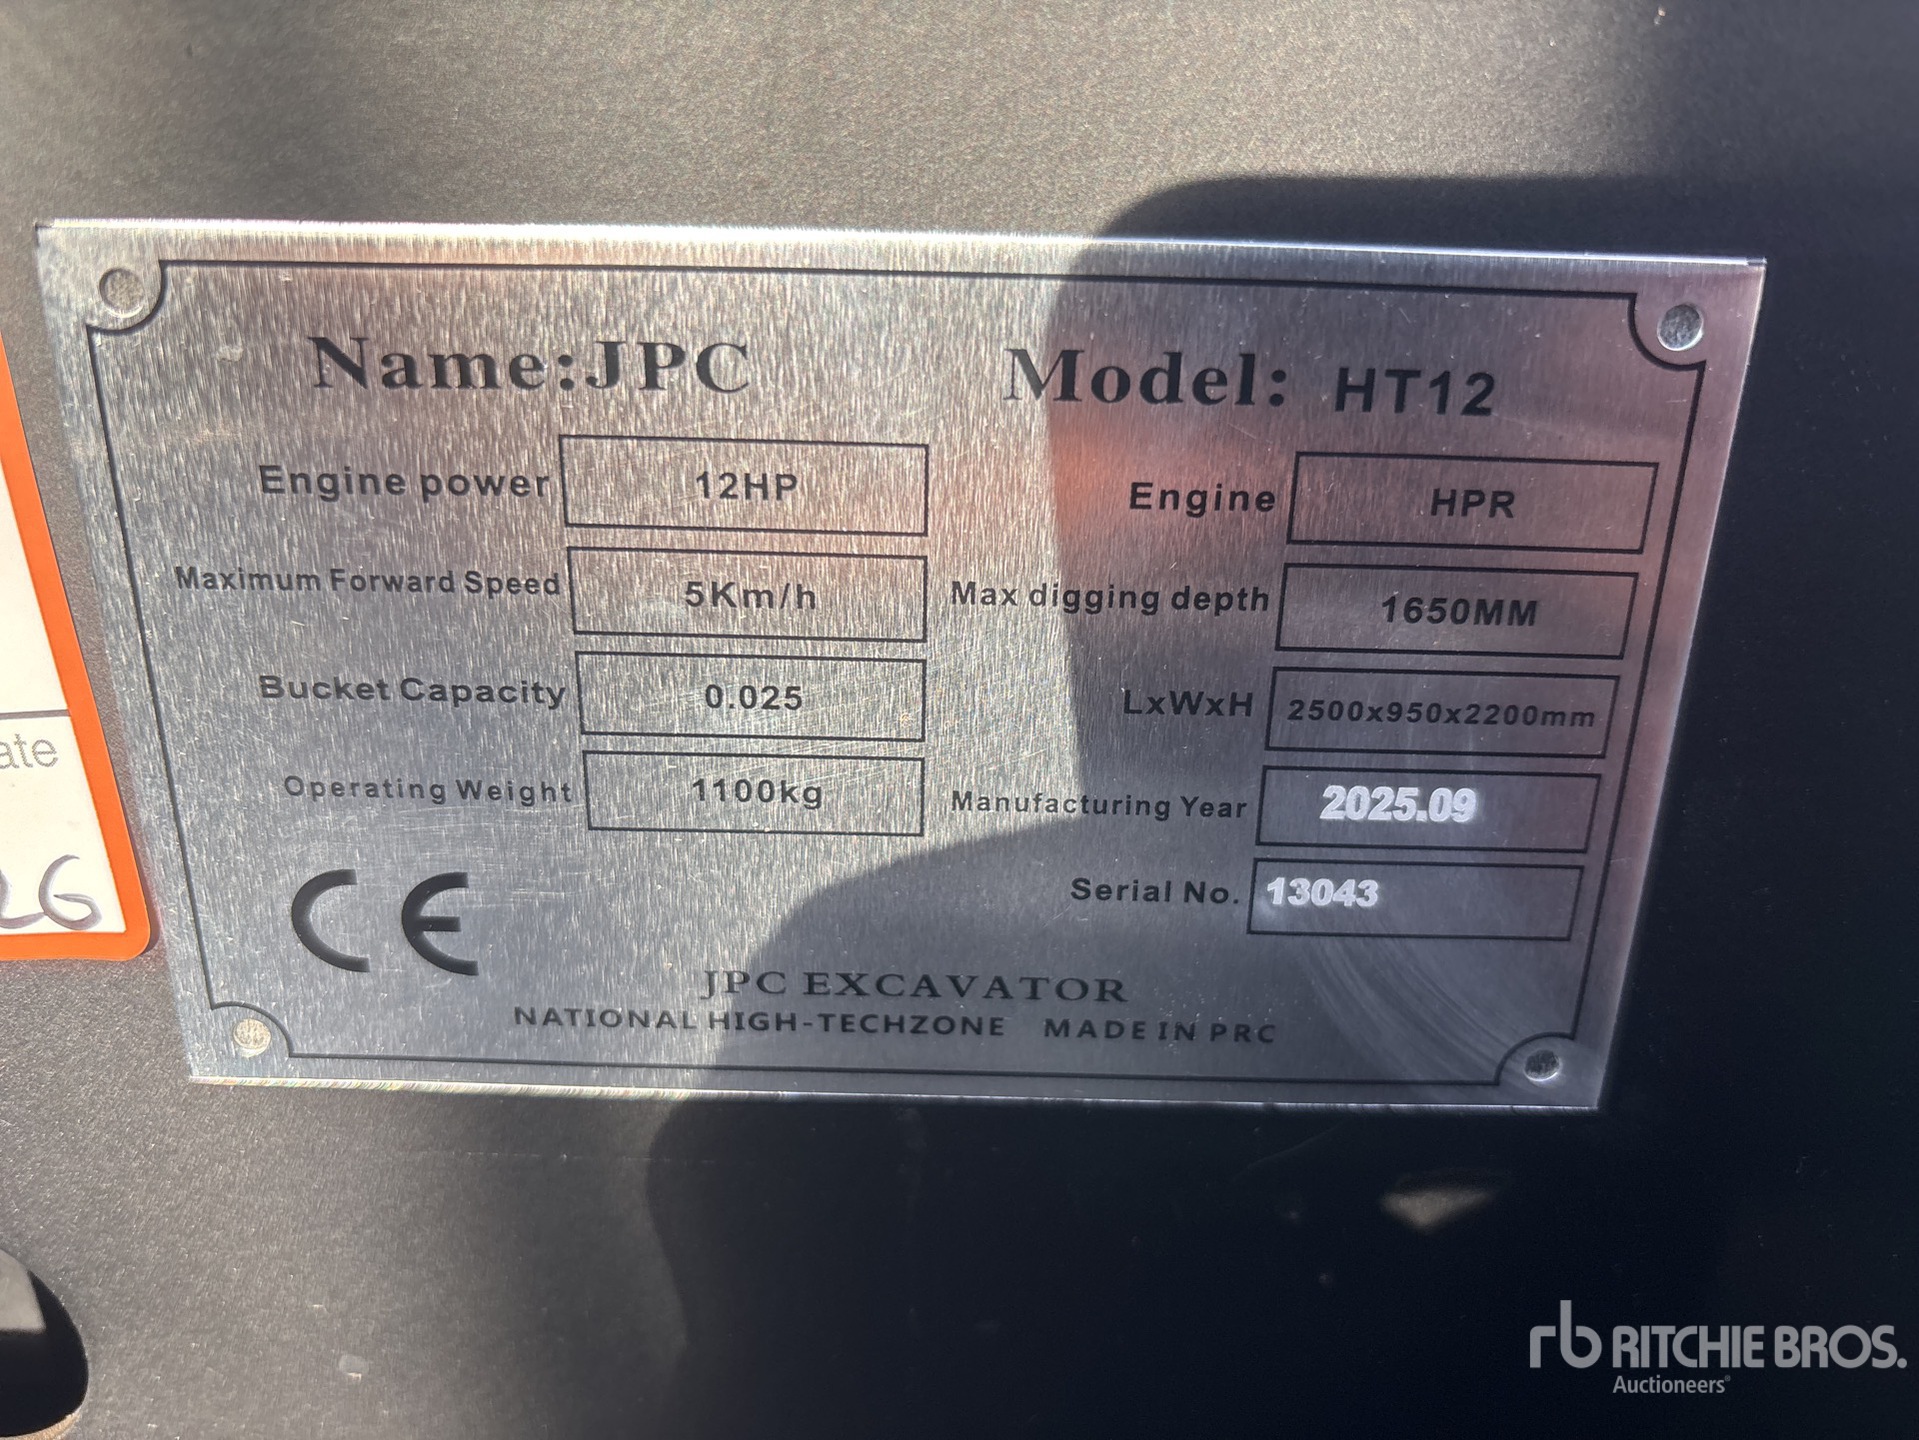 Name:JPC Model: HT12
Engine power 12HP Engine HPR
Maximum Forward Speed 5Km/h Max digging depth 1650MM
Bucket Capacity 0.025 LxWxH 2500x950x2200mm
Operating Weight 1100kg Manufacturing Year 2025.09
Serial No. 13043
CE
JPC EXCAVATOR
NATIONAL HIGH-TECHZONE MADE IN PRC
ate
26
rb RITCHIE BROS.
Auctioneers®